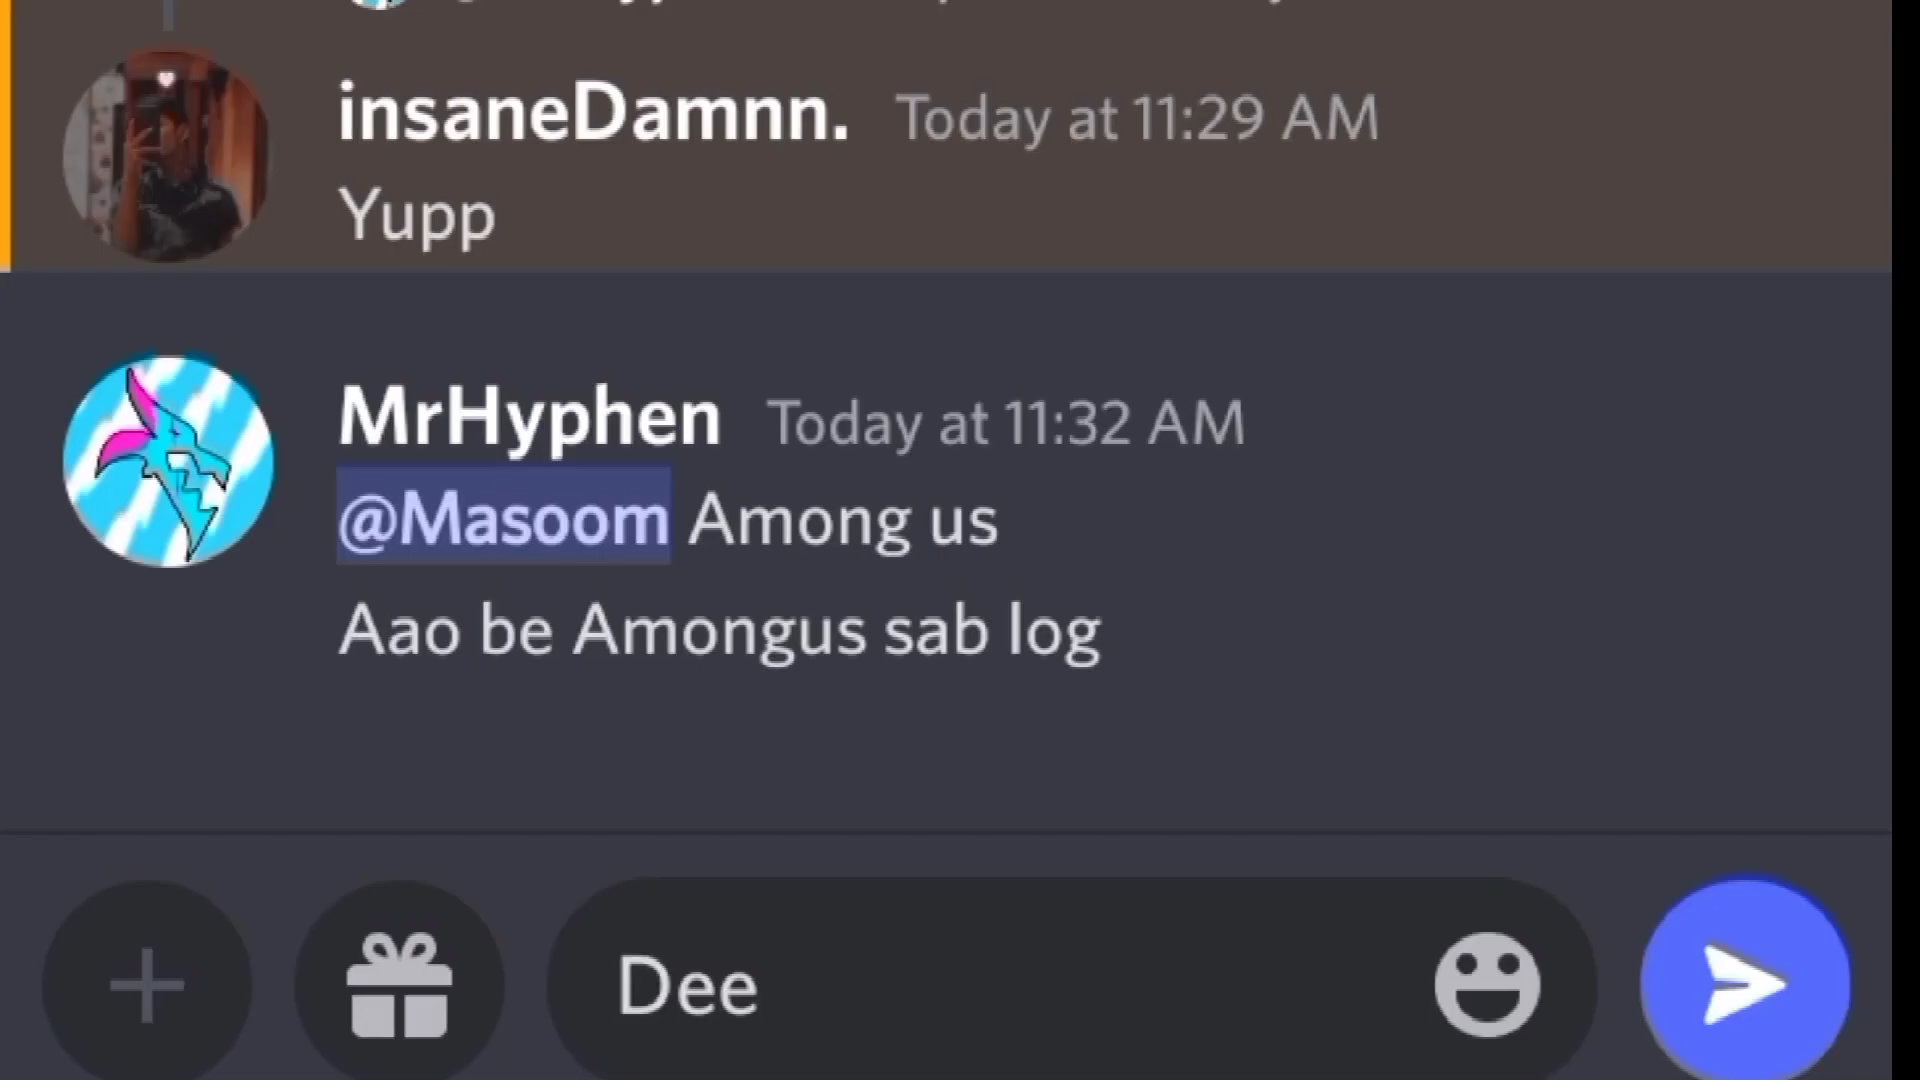 insaneDamnn. Today at 11:29 AM
Yupp
MrHyphen Today at 11:32 AM
@Masoom Among us
Aao be Amongus sab log
Dee